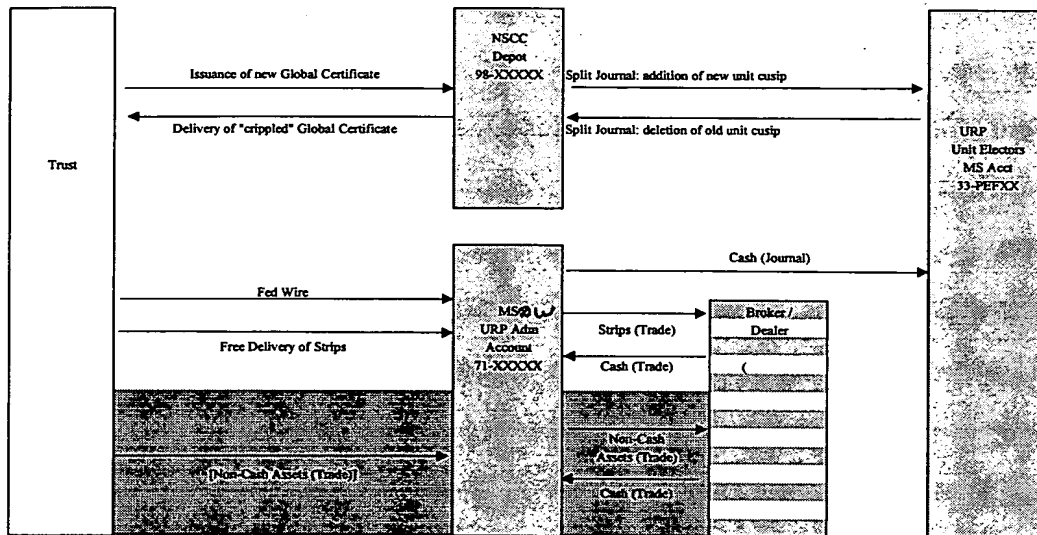 NSCC
Depot
98-XXXXX
Issuance of new Global Certificate
Split Journal: addition of new unit cusip
Delivery of "crippled" Global Certificate
Split Journal: deletion of old unit cusip
Trust
URP
Unit Electors
MS Acct
33-PEFXX
Cash (Journal)
Fed Wire
MSDW
URP Adm
Account
71-XXXXX
Strips (Trade)
Broker /
Dealer
Free Delivery of Strips
Cash (Trade)
(
Non-Cash
Assets (Trade)
[Non-Cash Assets (Trade)]
Cash (Trade)